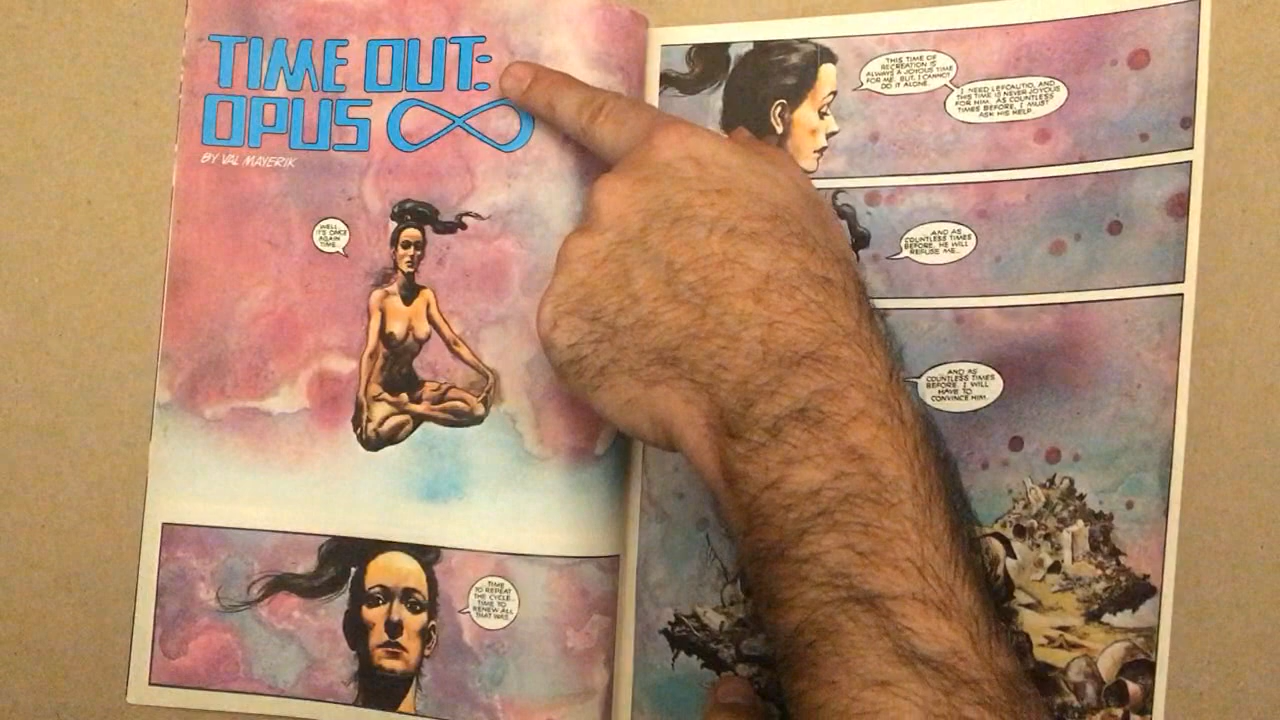 TIME OUT:
OPUS ∞
BY VAL MAYERIK
WELL,
IT'S ONCE
AGAIN
TIME...
TIME
TO REPEAT
THE CYCLE...
TIME TO
RENEW ALL
THAT WAS.
THIS TIME OF
RECREATION IS
ALWAYS A JOYOUS TIME
FOR ME. BUT, I CANNOT
DO IT ALONE.
I NEED LEFCAUTIO, AND
THIS TIME IS NEVER JOYOUS
FOR HIM. AS COUNTLESS
TIMES BEFORE, I MUST
ASK HIS HELP...
...AND AS
COUNTLESS TIMES
BEFORE, HE WILL
REFUSE ME...
...AND AS
COUNTLESS TIMES
BEFORE, I WILL
HAVE TO
CONVINCE HIM.